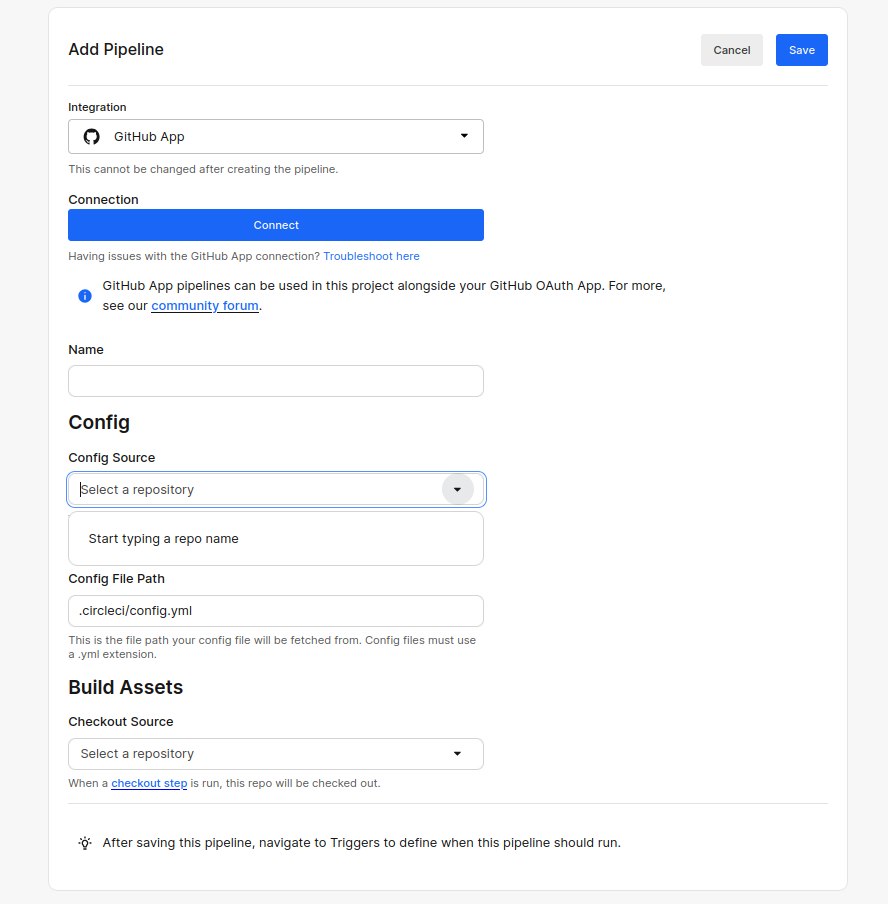 Add Pipeline
Cancel
Save
Integration
GitHub App
This cannot be changed after creating the pipeline.
Connection
Connect
Having issues with the GitHub App connection? Troubleshoot here
GitHub App pipelines can be used in this project alongside your GitHub OAuth App. For more,
see our community forum.
Name
Config
Config Source
Select a repository
Start typing a repo name
Config File Path
.circleci/config.yml
This is the file path your config file will be fetched from. Config files must use
a .yml extension.
Build Assets
Checkout Source
Select a repository
When a checkout step is run, this repo will be checked out.
After saving this pipeline, navigate to Triggers to define when this pipeline should run.